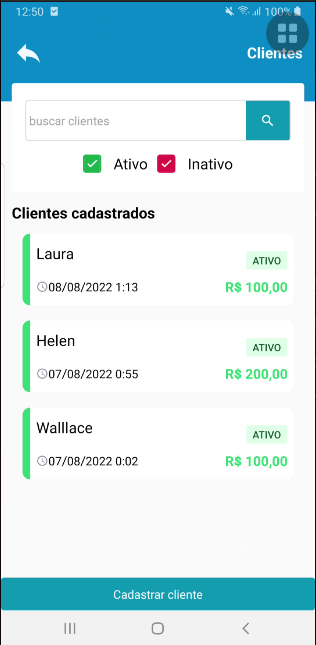 12:50 100%
Clientes
buscar clientes
Ativo Inativo
Clientes cadastrados
Laura
ATIVO
08/08/2022 1:13 R$ 100,00
Helen
ATIVO
07/08/2022 0:55 R$ 200,00
Walllace
ATIVO
07/08/2022 0:02 R$ 100,00
Cadastrar cliente